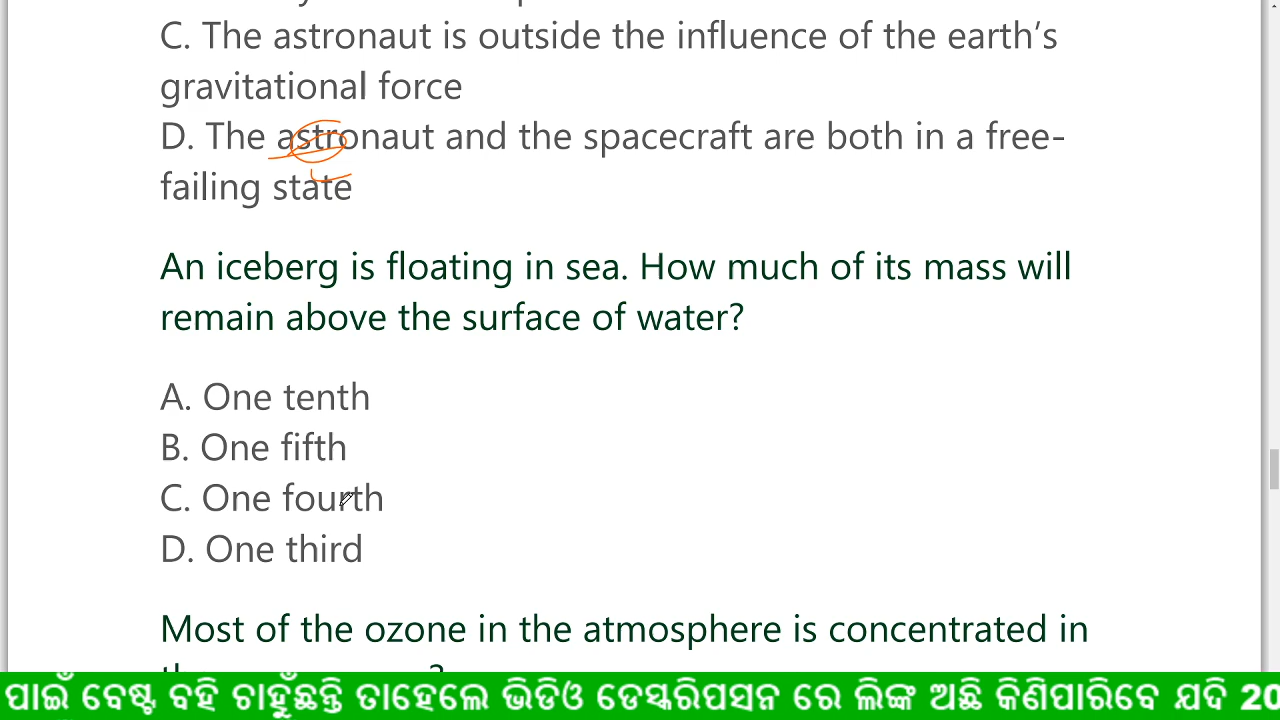 C. The astronaut is outside the influence of the earth’s
gravitational force
D. The astronaut and the spacecraft are both in a free-
failing state
An iceberg is floating in sea. How much of its mass will
remain above the surface of water?
A. One tenth
B. One fifth
C. One fourth
D. One third
Most of the ozone in the atmosphere is concentrated in
ପାଇଁ ବେଷ୍ଟ ବହି ଚାହୁଁଛନ୍ତି ତାହେଲେ ଭିଡିଓ ଡେସ୍କରିପସନ ରେ ଲିଙ୍କ ଅଛି କିଣିପାରିବେ ଯଦି 20